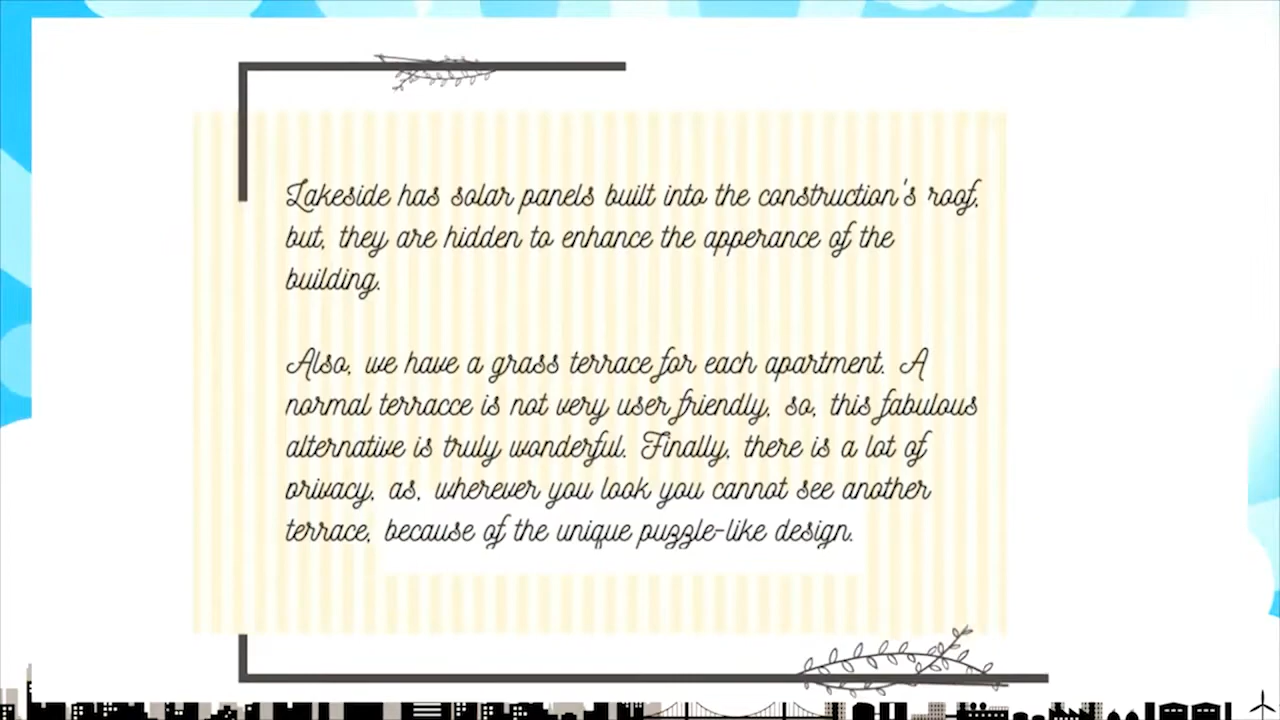 Lakeside has solar panels built into the construction's roof,
but, they are hidden to enhance the apperance of the
building.
Also, we have a grass terrace for each apartment. A
normal terracce is not very user friendly, so, this fabulous
alternative is truly wonderful. Finally, there is a lot of
privacy, as, wherever you look you cannot see another
terrace, because of the unique puzzle-like design.